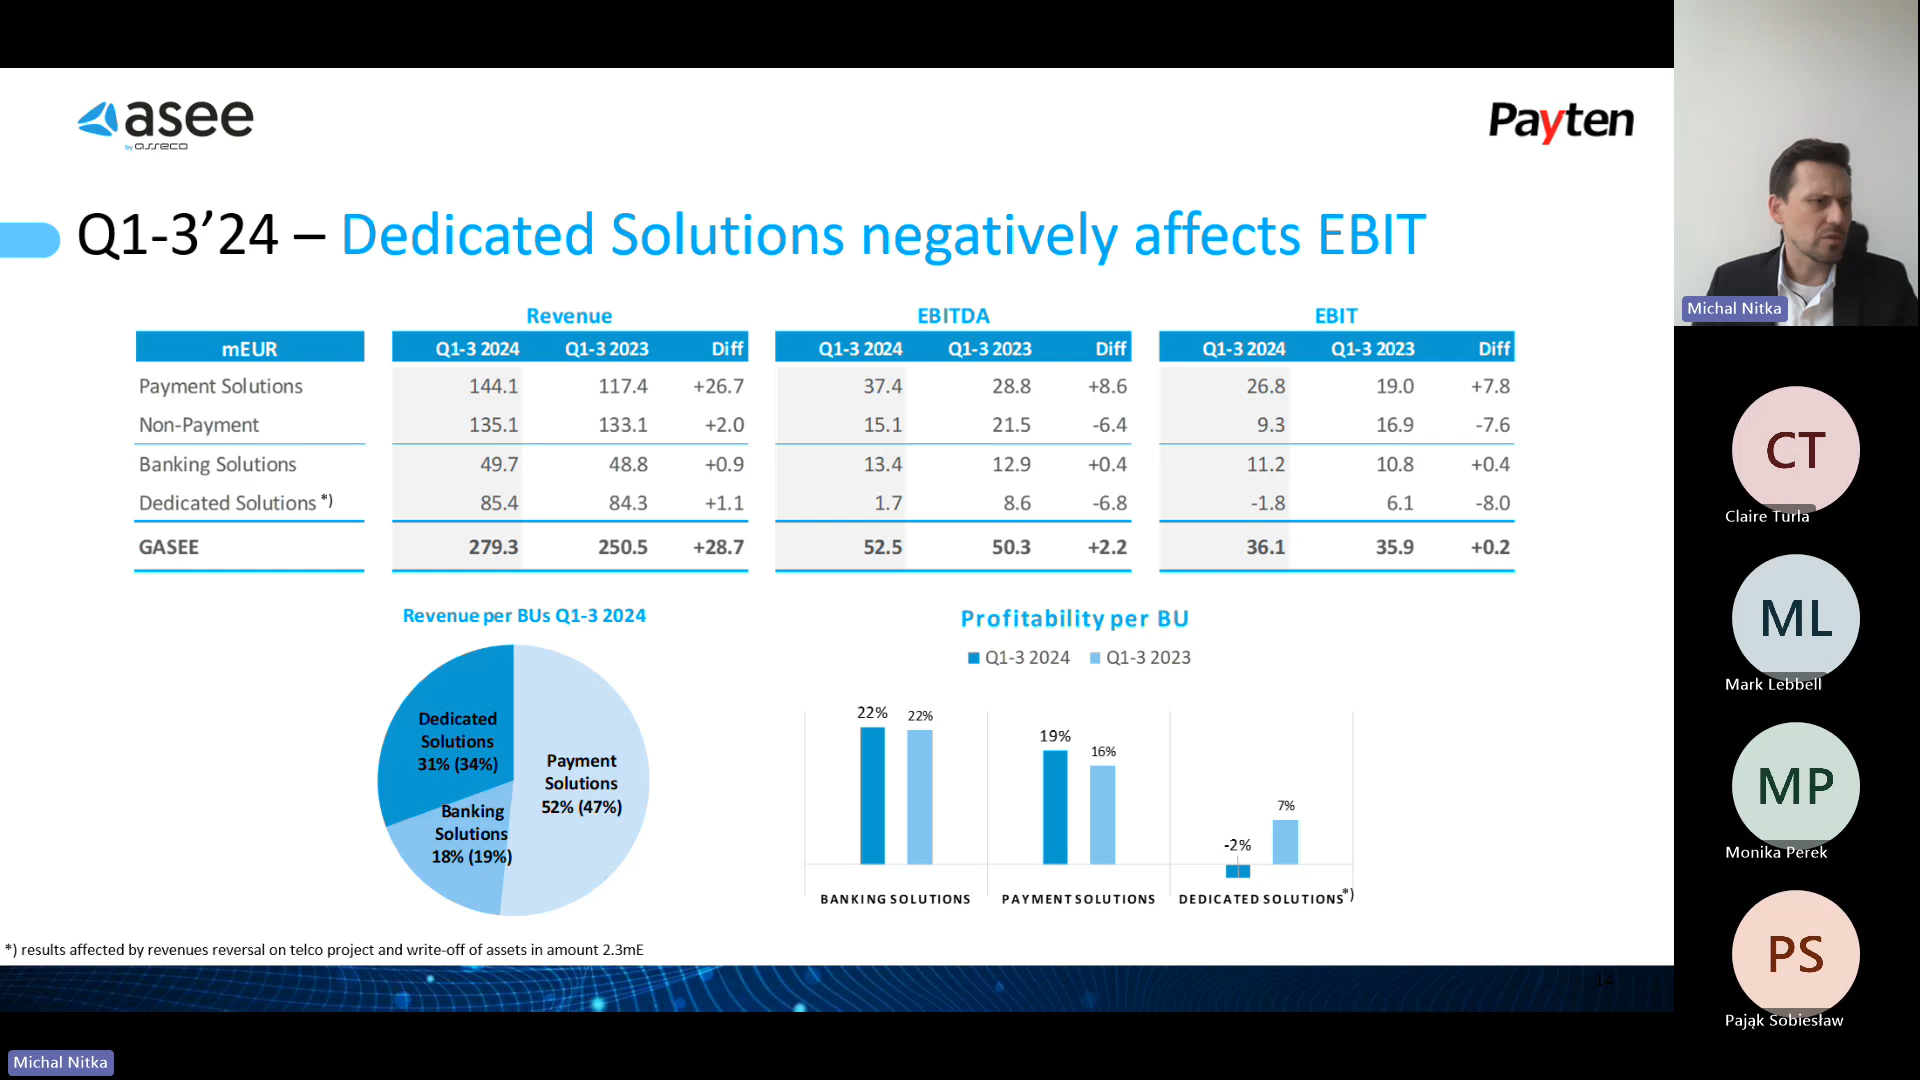 asee
by asseco
Payten
Q1-3’24 – Dedicated Solutions negatively affects EBIT
Revenue EBITDA EBIT
mEUR Q1-3 2024 Q1-3 2023 Diff Q1-3 2024 Q1-3 2023 Diff Q1-3 2024 Q1-3 2023 Diff
Payment Solutions 144.1 117.4 +26.7 37.4 28.8 +8.6 26.8 19.0 +7.8
Non-Payment 135.1 133.1 +2.0 15.1 21.5 -6.4 9.3 16.9 -7.6
Banking Solutions 49.7 48.8 +0.9 13.4 12.9 +0.4 11.2 10.8 +0.4
Dedicated Solutions *) 85.4 84.3 +1.1 1.7 8.6 -6.8 -1.8 6.1 -8.0
GASEE 279.3 250.5 +28.7 52.5 50.3 +2.2 36.1 35.9 +0.2
Revenue per BUs Q1-3 2024
Dedicated
Solutions
31% (34%)
Payment
Solutions
52% (47%)
Banking
Solutions
18% (19%)
Profitability per BU
Q1-3 2024 Q1-3 2023
22% 22%
19% 16%
-2% 7%
BANKING SOLUTIONS PAYMENT SOLUTIONS DEDICATED SOLUTIONS*)
*) results affected by revenues reversal on telco project and write-off of assets in amount 2.3mE
14
Michal Nitka
Michal Nitka
CT
Claire Turla
ML
Mark Lebbell
MP
Monika Perek
PS
Pająk Sobiesław